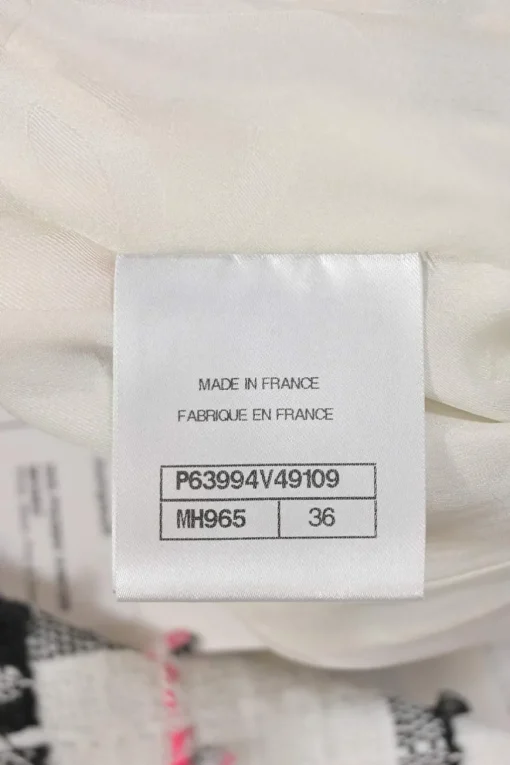 MADE IN FRANCE
FABRIQUE EN FRANCE
P63994V49109
MH965 36